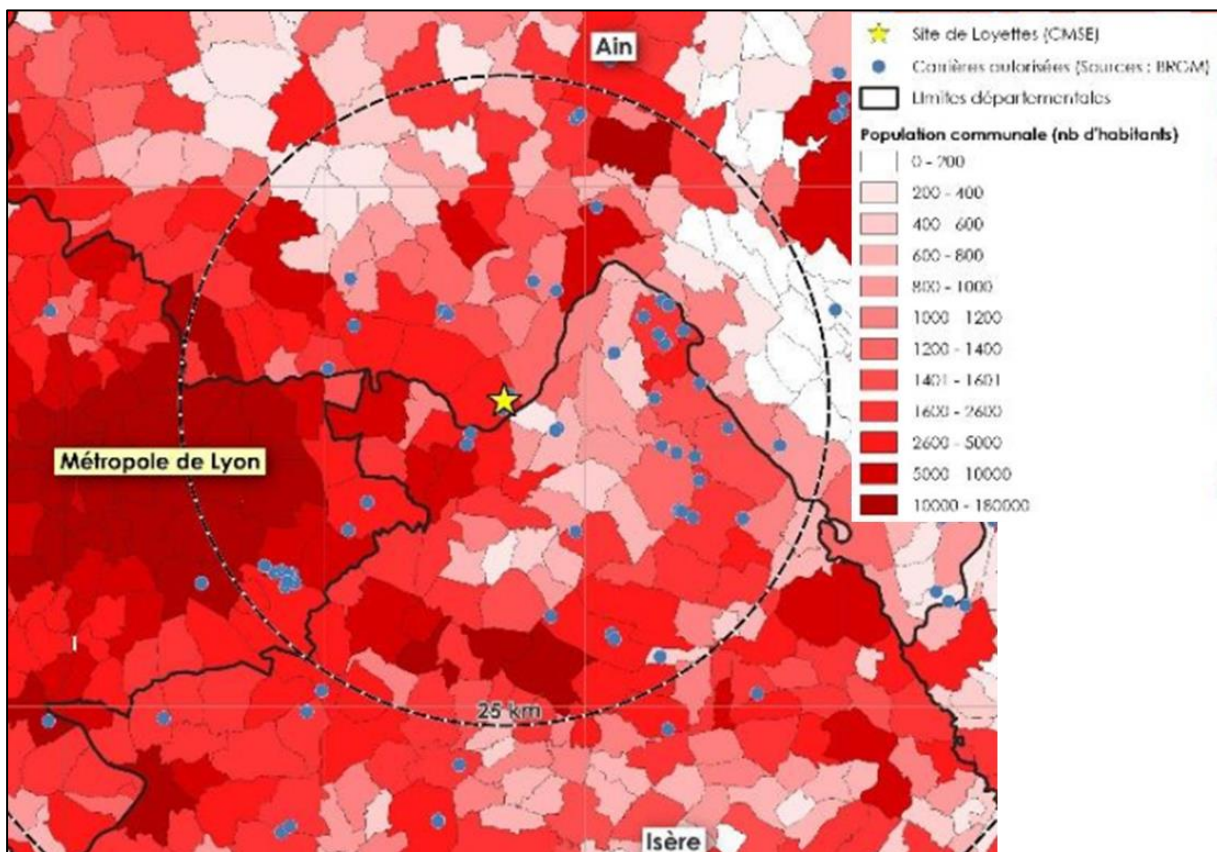 Ain
Site de Loyettes (CMSE)
Carrières autorisées (Sources : BRGM)
Limites départementales
Population communale (nb d'habitants)
0 - 200
200 - 400
400 - 600
600 - 800
800 - 1000
1000 - 1200
1200 - 1400
1401 - 1601
1600 - 2600
2600 - 5000
5000 - 10000
10000 - 180000
Métropole de Lyon
25 km
Isère